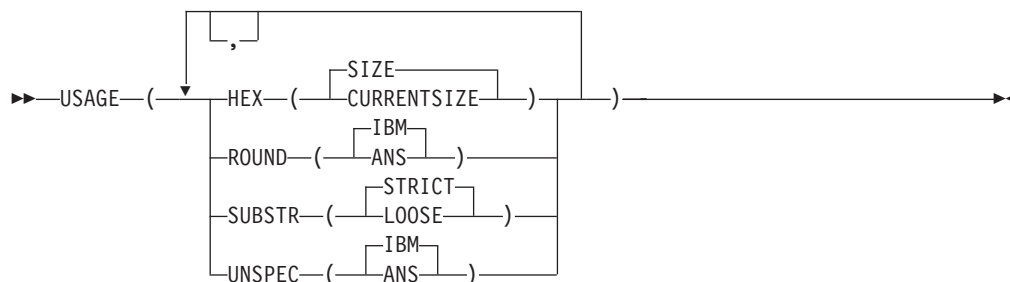 ,
SIZE
USAGE ( HEX ( CURRENTSIZE ) )
IBM
ROUND ( ANS )
STRICT
SUBSTR ( LOOSE )
IBM
UNSPEC ( ANS )